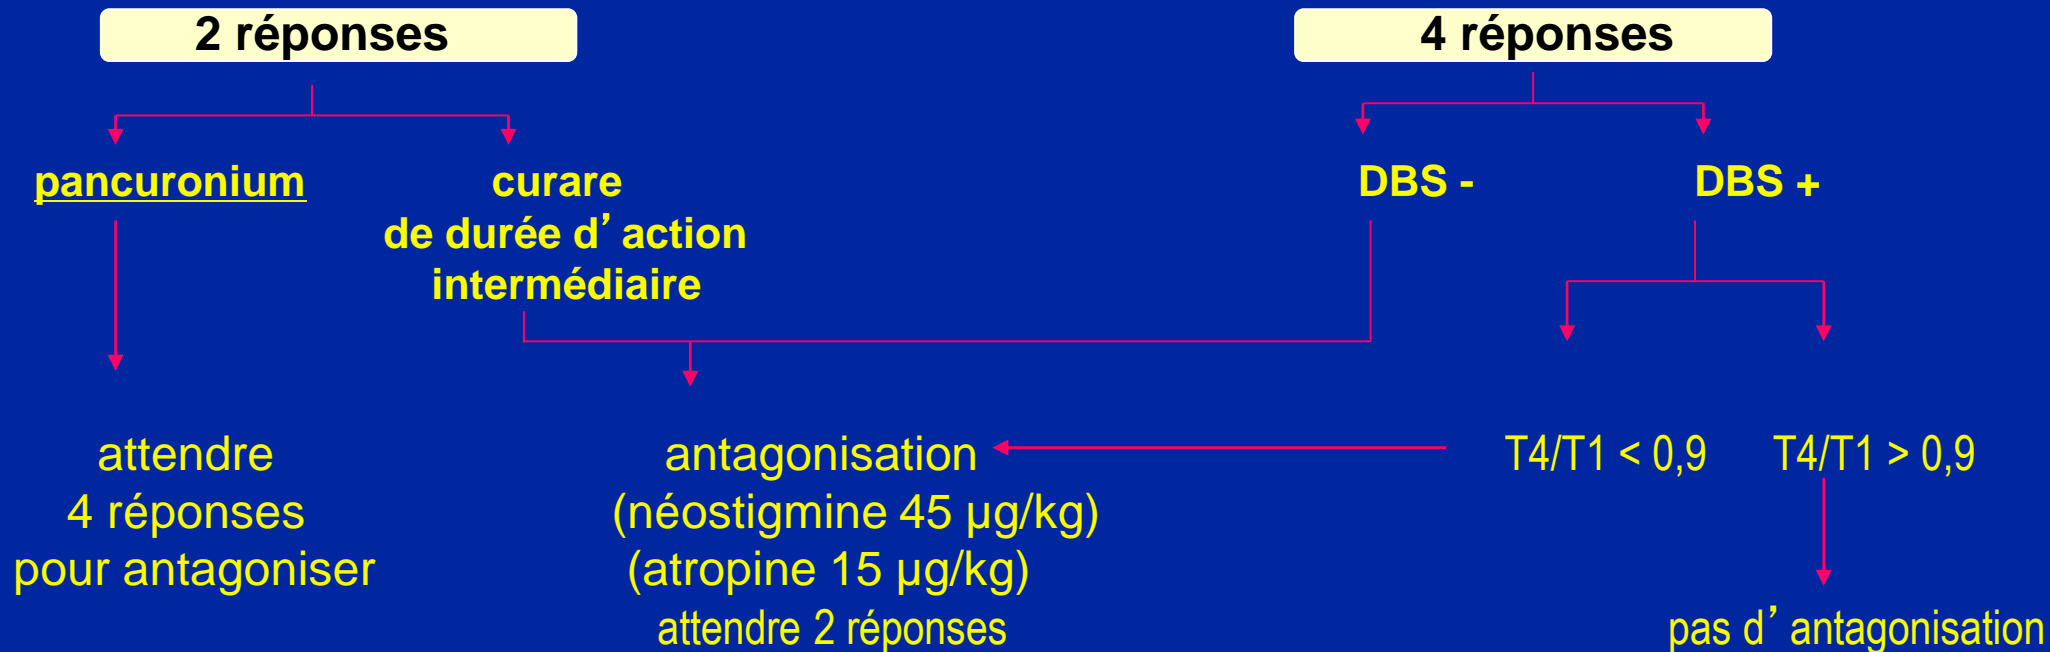 2 réponses
4 réponses
pancuronium
curare
de durée d’ action
intermédiaire
DBS -
DBS +
attendre
4 réponses
pour antagoniser
antagonisation
(néostigmine 45 µg/kg)
(atropine 15 µg/kg)
attendre 2 réponses
T4/T1 < 0,9
T4/T1 > 0,9
pas d’ antagonisation